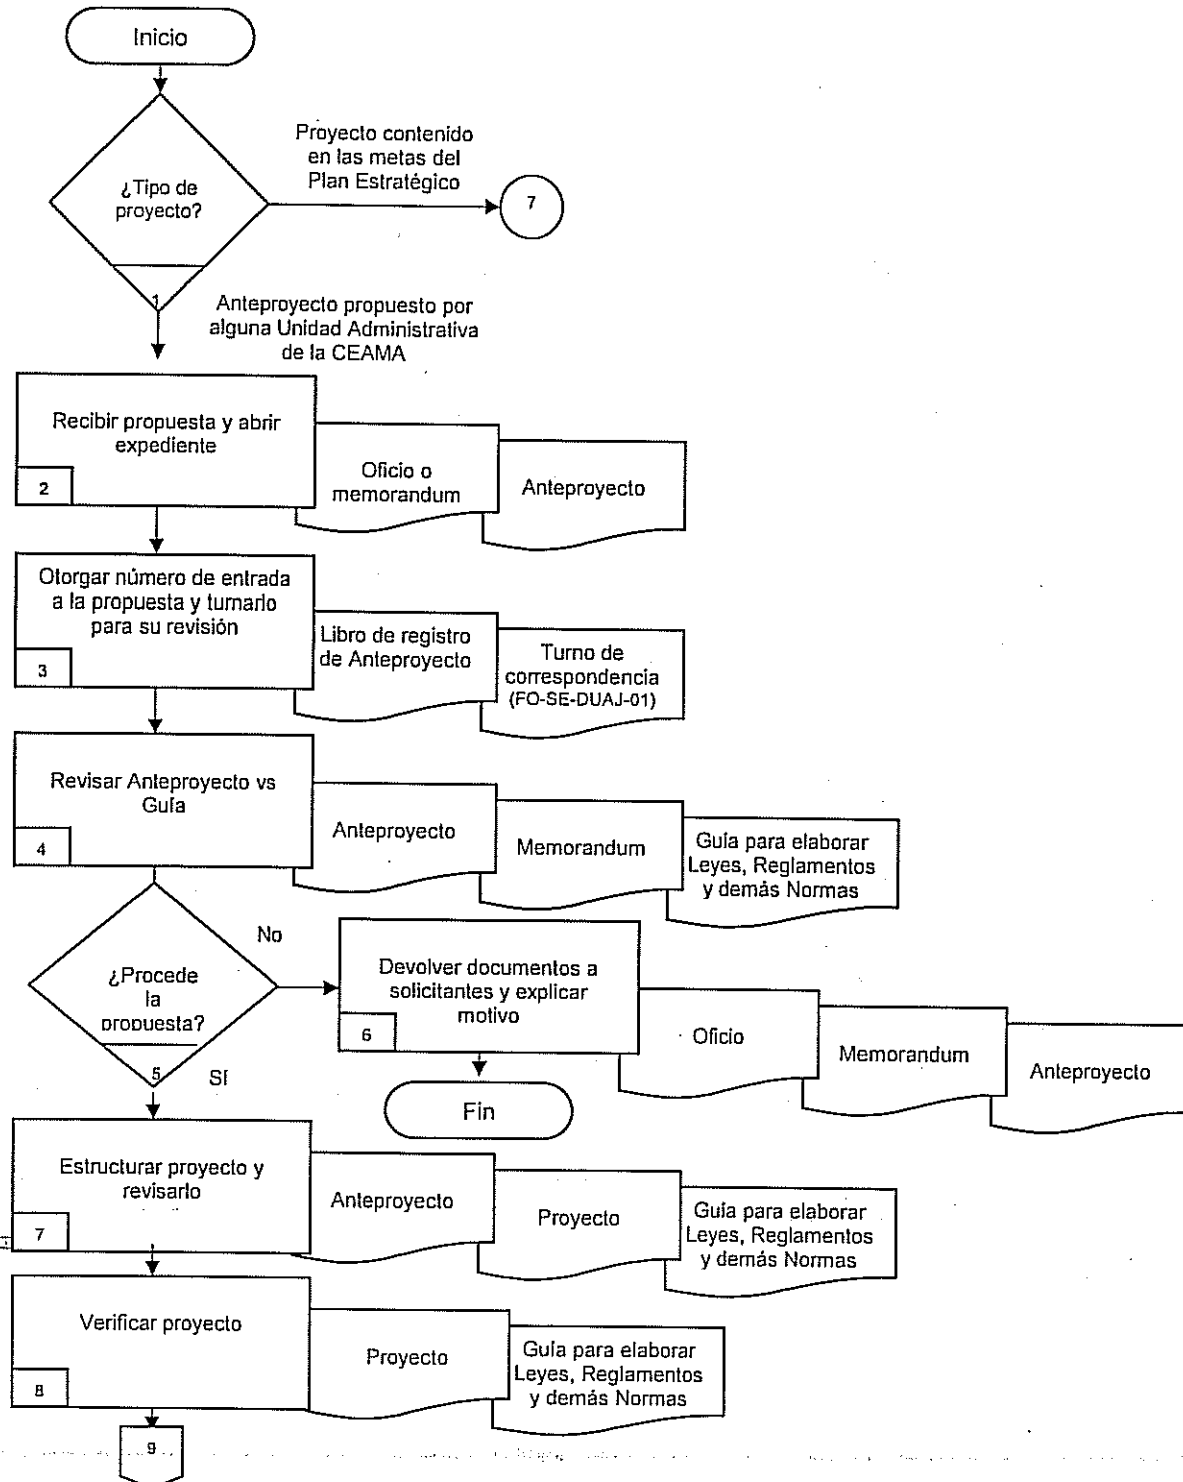 Inicio
Proyecto contenido
en las metas del
Plan Estratégico
¿Tipo de
proyecto?
7
1
Anteproyecto propuesto por
alguna Unidad Administrativa
de la CEAMA
Recibir propuesta y abrir
expediente
2
Oficio o
memorandum
Anteproyecto
Otorgar número de entrada
a la propuesta y turnarlo
para su revisión
3
Libro de registro
de Anteproyecto
Turno de
correspondencia
(FO-SE-DUAJ-01)
Revisar Anteproyecto vs
Guía
4
Anteproyecto
Memorandum
Guía para elaborar
Leyes, Reglamentos
y demás Normas
¿Procede
la
propuesta?
5
No
Devolver documentos a
solicitantes y explicar
motivo
6
Oficio
Memorandum
Anteproyecto
Fin
SI
Estructurar proyecto y
revisarlo
7
Anteproyecto
Proyecto
Guía para elaborar
Leyes, Reglamentos
y demás Normas
Verificar proyecto
8
Proyecto
Guía para elaborar
Leyes, Reglamentos
y demás Normas
9